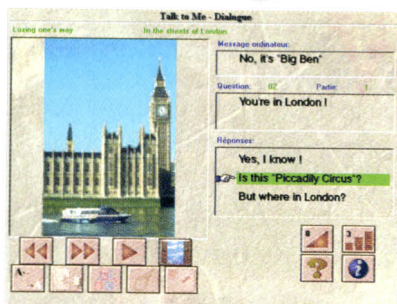 Talk to Me - Dialogue
Losing one's way
In the streets of London
Message ordinateur:
No, it's "Big Ben"
Question: 02 Partie: 1
You're in London !
Réponses:
Yes, I know !
Is this "Piccadily Circus"?
But where in London?